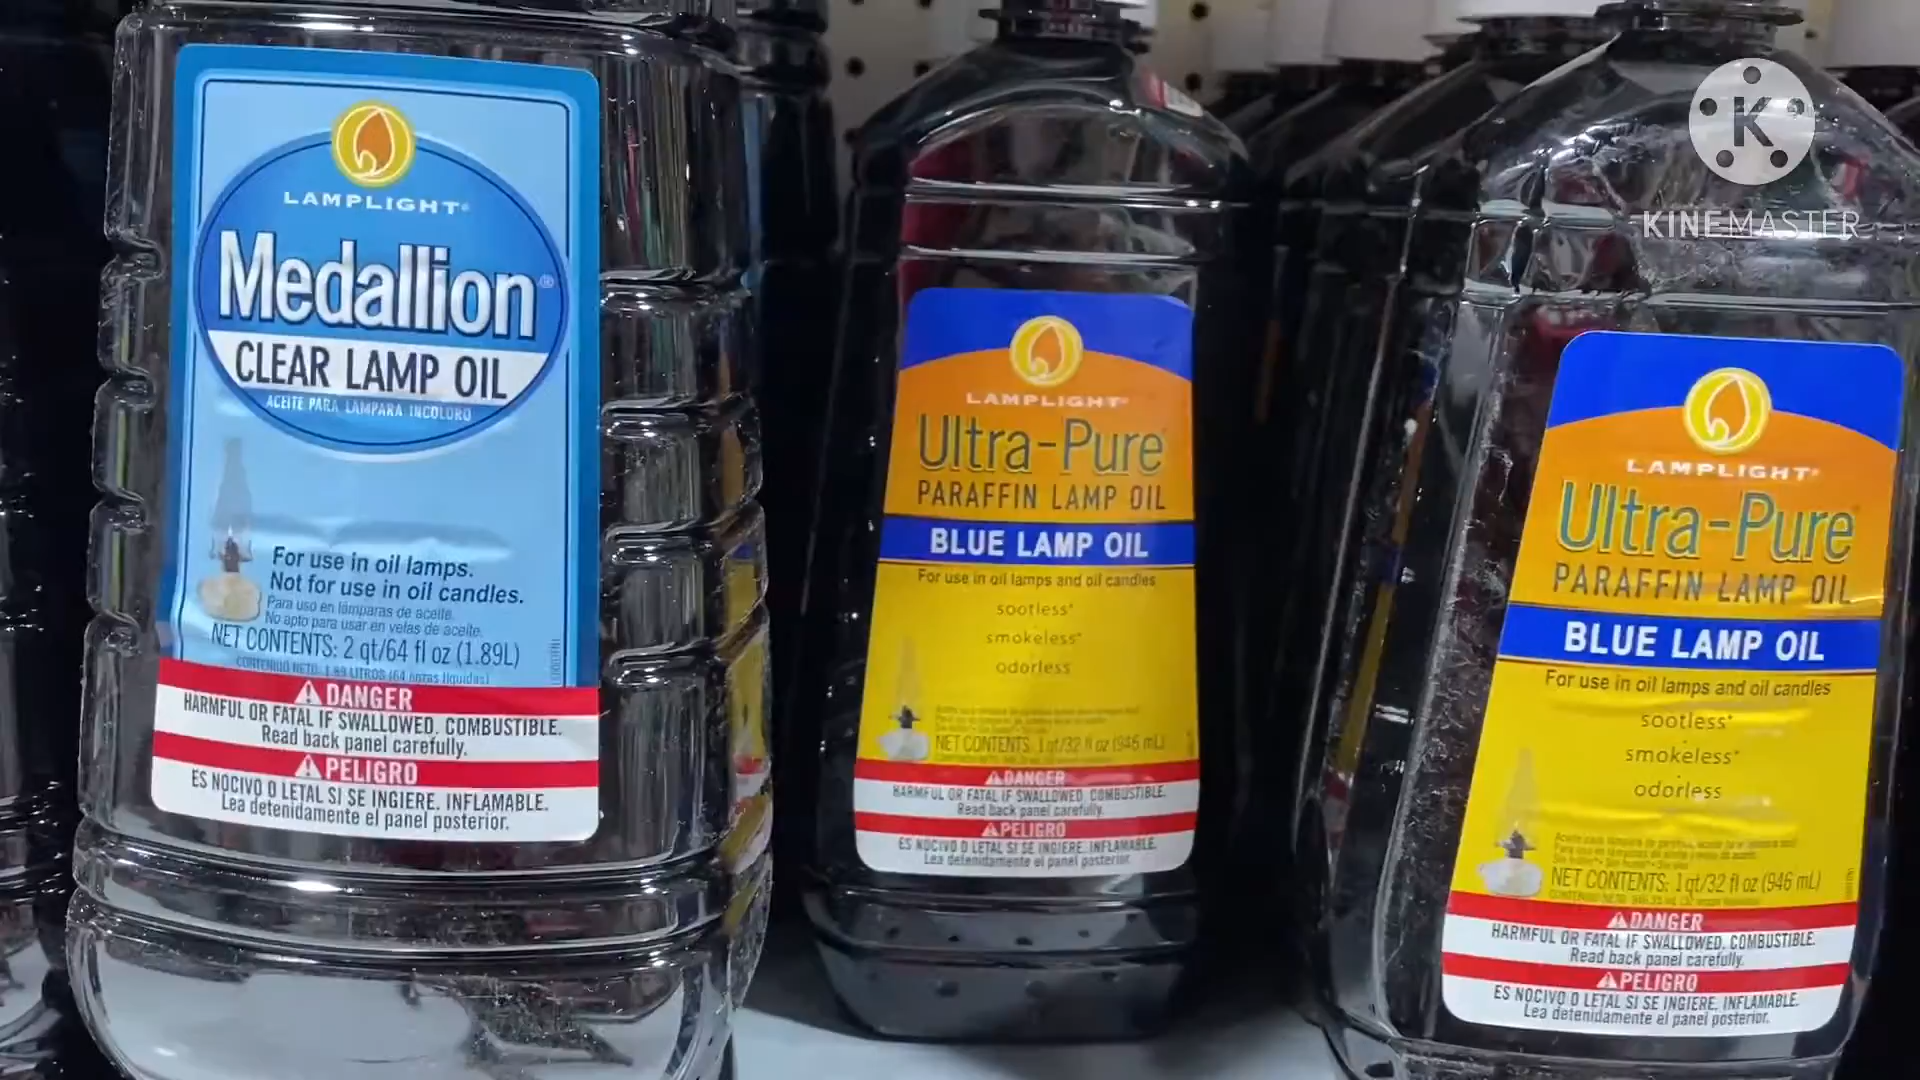 LAMPLIGHT®
Medallion®
CLEAR LAMP OIL
ACEITE PARA LÁMPARA INCOLORO
For use in oil lamps.
Not for use in oil candles.
Para uso en lámparas de aceite.
No apto para usar en velas de aceite.
NET CONTENTS: 2 qt/64 fl oz (1.89L)
CONTENIDO NETO: 1.89 LITROS (64 onzas líquidas)
DANGER
HARMFUL OR FATAL IF SWALLOWED. COMBUSTIBLE.
Read back panel carefully.
PELIGRO
ES NOCIVO O LETAL SI SE INGIERE. INFLAMABLE.
Lea detenidamente el panel posterior.
LAMPLIGHT®
Ultra-Pure
PARAFFIN LAMP OIL
BLUE LAMP OIL
For use in oil lamps and oil candles
sootless*
smokeless*
odorless
NET CONTENTS: 1 qt/32 fl oz (946 mL)
DANGER
HARMFUL OR FATAL IF SWALLOWED. COMBUSTIBLE.
Read back panel carefully.
PELIGRO
ES NOCIVO O LETAL SI SE INGIERE. INFLAMABLE.
Lea detenidamente el panel posterior.
K
KINEMASTER
LAMPLIGHT®
Ultra-Pure
PARAFFIN LAMP OIL
BLUE LAMP OIL
For use in oil lamps and oil candles
sootless*
smokeless*
odorless
NET CONTENTS: 1 qt/32 fl oz (946 mL)
DANGER
HARMFUL OR FATAL IF SWALLOWED. COMBUSTIBLE.
Read back panel carefully.
PELIGRO
ES NOCIVO O LETAL SI SE INGIERE. INFLAMABLE.
Lea detenidamente el panel posterior.